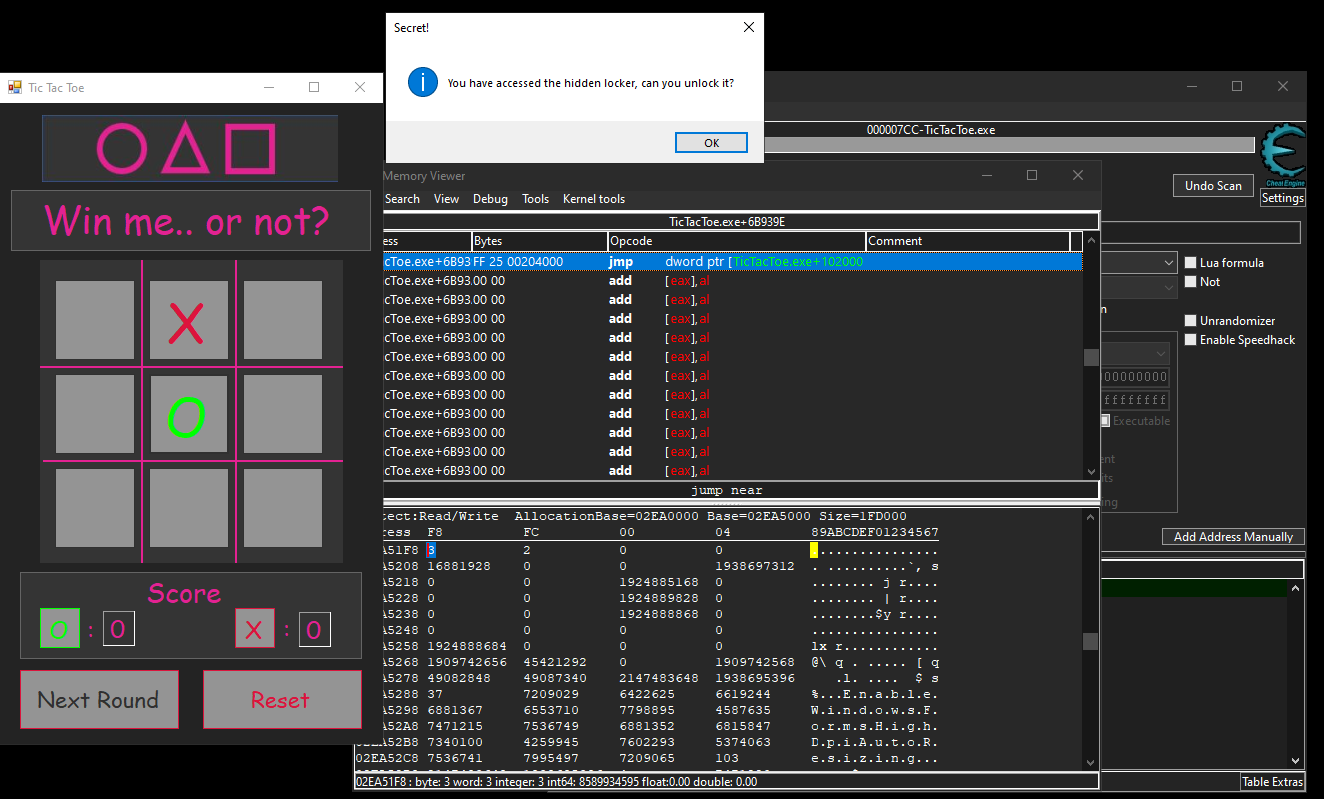 Secret!
You have accessed the hidden locker, can you unlock it?
OK
Tic Tac Toe
Win me.. or not?
X
O
Score
O : 0
X : 0
Next Round
Reset
000007CC-TicTacToe.exe
Cheat Engine
Undo Scan
Settings
Lua formula
Not
Unrandomizer
Enable Speedhack
Executable
Add Address Manually
Table Extras
Memory Viewer
Search View Debug Tools Kernel tools
TicTacToe.exe+6B939E
ess Bytes Opcode Comment
cToe.exe+6B93 FF 25 00204000 jmp dword ptr [TicTacToe.exe+102000
cToe.exe+6B93 00 00 add [eax],al
cToe.exe+6B93 00 00 add [eax],al
cToe.exe+6B93 00 00 add [eax],al
cToe.exe+6B93 00 00 add [eax],al
cToe.exe+6B93 00 00 add [eax],al
cToe.exe+6B93 00 00 add [eax],al
cToe.exe+6B93 00 00 add [eax],al
cToe.exe+6B93 00 00 add [eax],al
cToe.exe+6B93 00 00 add [eax],al
cToe.exe+6B93 00 00 add [eax],al
cToe.exe+6B93 00 00 add [eax],al
jump near
tect:Read/Write AllocationBase=02EA0000 Base=02EA5000 Size=1FD000
ess F8 FC 00 04 89ABCDEF01234567
A51F8 3 2 0 0 ................
A5208 16881928 0 0 1938697312 . ..........`, s
A5218 0 0 1924885168 0 ........ j r....
A5228 0 0 1924889828 0 ........ | r....
A5238 0 0 1924888868 0 ........$y r....
A5248 0 0 0 0 ................
A5258 1924888684 0 0 0 lx r............
A5268 1909742656 45421292 0 1909742568 @\ q . ..... [ q
A5278 49082848 49087340 2147483648 1938695396 .l. .... $ s
A5288 37 7209029 6422625 6619244 %...E.n.a.b.l.e.
A5298 6881367 6553710 7798895 4587635 W.i.n.d.o.w.s.F.
A52A8 7471215 7536749 6881352 6815847 o.r.m.s.H.i.g.h.
02EA52B8 7340100 4259945 7602293 5374063 D.p.i.A.u.t.o.R.
02EA52C8 7536741 7995497 7209065 103 e.s.i.z.i.n.g...
02EA51F8 : byte: 3 word: 3 integer: 3 int64: 8589934595 float:0.00 double: 0.00